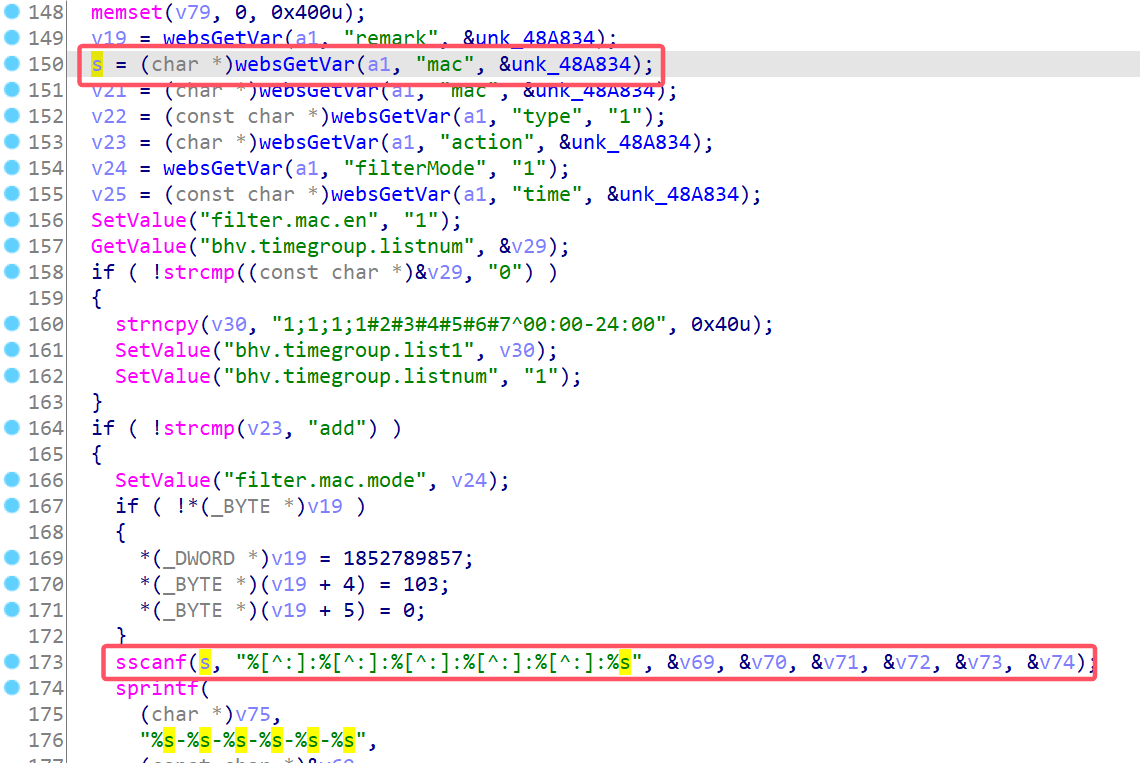 148 memset(v79, 0, 0x400u);
149 v19 = websGetVar(a1, "remark", &unk_48A834);
150 s = (char *)websGetVar(a1, "mac", &unk_48A834);
151 v21 = (char *)websGetVar(a1, "mac", &unk_48A834);
152 v22 = (const char *)websGetVar(a1, "type", "1");
153 v23 = (char *)websGetVar(a1, "action", &unk_48A834);
154 v24 = websGetVar(a1, "filterMode", "1");
155 v25 = (const char *)websGetVar(a1, "time", &unk_48A834);
156 SetValue("filter.mac.en", "1");
157 GetValue("bhv.timegroup.listnum", &v29);
158 if ( !strcmp((const char *)&v29, "0") )
159 {
160 strncpy(v30, "1;1;1;1#2#3#4#5#6#7^00:00-24:00", 0x40u);
161 SetValue("bhv.timegroup.list1", v30);
162 SetValue("bhv.timegroup.listnum", "1");
163 }
164 if ( !strcmp(v23, "add") )
165 {
166 SetValue("filter.mac.mode", v24);
167 if ( !*(_BYTE *)v19 )
168 {
169 *(_DWORD *)v19 = 1852789857;
170 *(_BYTE *)(v19 + 4) = 103;
171 *(_BYTE *)(v19 + 5) = 0;
172 }
173 sscanf(s, "%[^:]:%[^:]:%[^:]:%[^:]:%[^:]:%s", &v69, &v70, &v71, &v72, &v73, &v74);
174 sprintf(
175 (char *)v75,
176 "%s-%s-%s-%s-%s-%s",